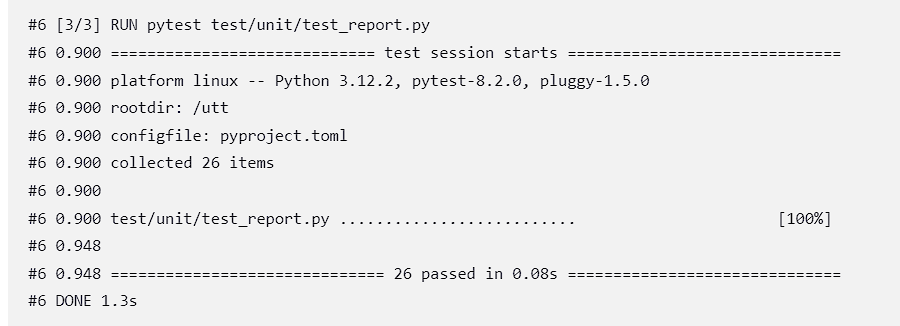 #6 [3/3] RUN pytest test/unit/test_report.py
#6 0.900 ============================= test session starts ==============================
#6 0.900 platform linux -- Python 3.12.2, pytest-8.2.0, pluggy-1.5.0
#6 0.900 rootdir: /utt
#6 0.900 configfile: pyproject.toml
#6 0.900 collected 26 items
#6 0.900
#6 0.900 test/unit/test_report.py ..........................                      [100%]
#6 0.948
#6 0.948 ============================== 26 passed in 0.08s ==============================
#6 DONE 1.3s